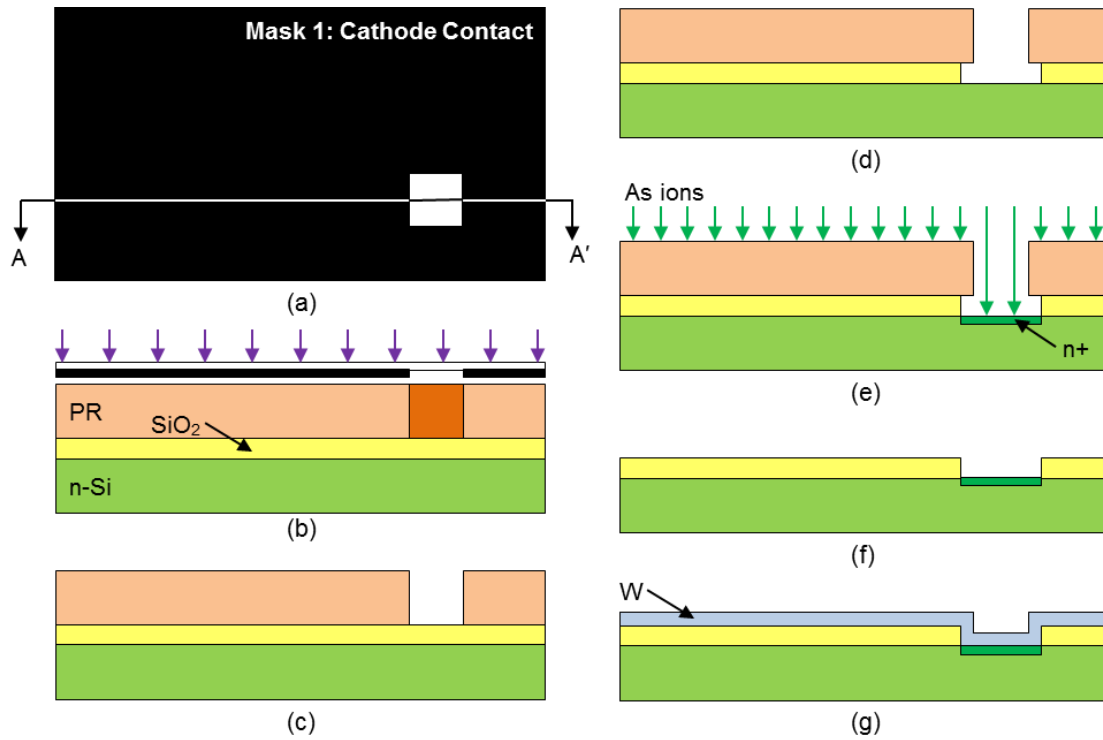 Mask 1: Cathode Contact
A
A′
(a)
PR
SiO₂
n-Si
(b)
(c)
(d)
As ions
n+
(e)
(f)
W
(g)